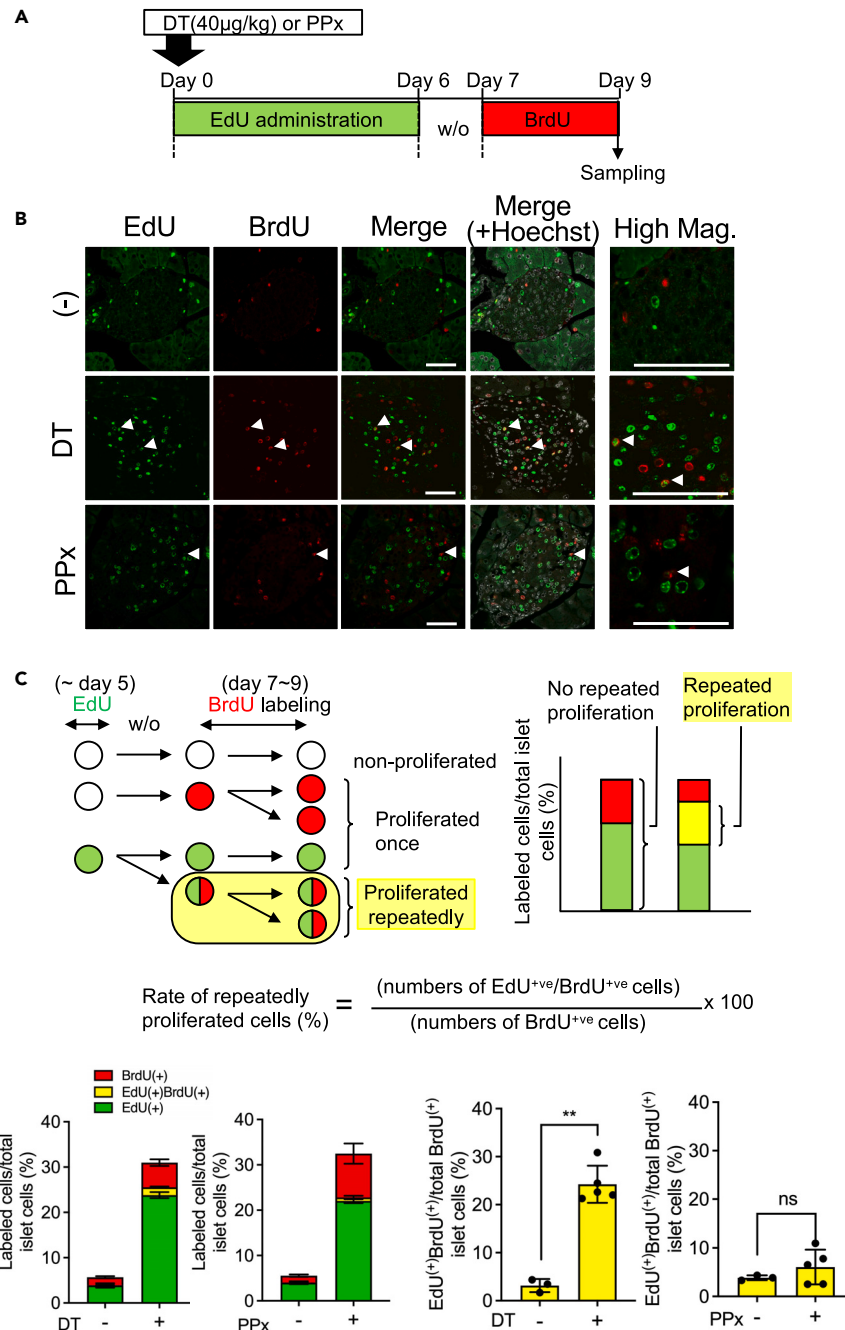 A
DT(40µg/kg) or PPx
Day 0 Day 6 Day 7 Day 9
EdU administration w/o BrdU
Sampling
B
EdU BrdU Merge Merge (+Hoechst) High Mag.
(-)
DT
PPx
C
(~ day 5) (day 7~9)
EdU w/o BrdU labeling
non-proliferated
Proliferated once
Proliferated repeatedly
No repeated proliferation
Repeated proliferation
Labeled cells/total islet cells (%)
Rate of repeatedly proliferated cells (%) = (numbers of EdU+ve/BrdU+ve cells) / (numbers of BrdU+ve cells) x 100
BrdU(+)
EdU(+)BrdU(+)
EdU(+)
Labeled cells/total islet cells (%)
40
30
20
10
0
DT - +
Labeled cells/total islet cells (%)
40
30
20
10
0
PPx - +
EdU(+)BrdU(+)/total BrdU(+) islet cells (%)
40
30
20
10
0
**
DT - +
EdU(+)BrdU(+)/total BrdU(+) islet cells (%)
40
30
20
10
0
ns
PPx - +